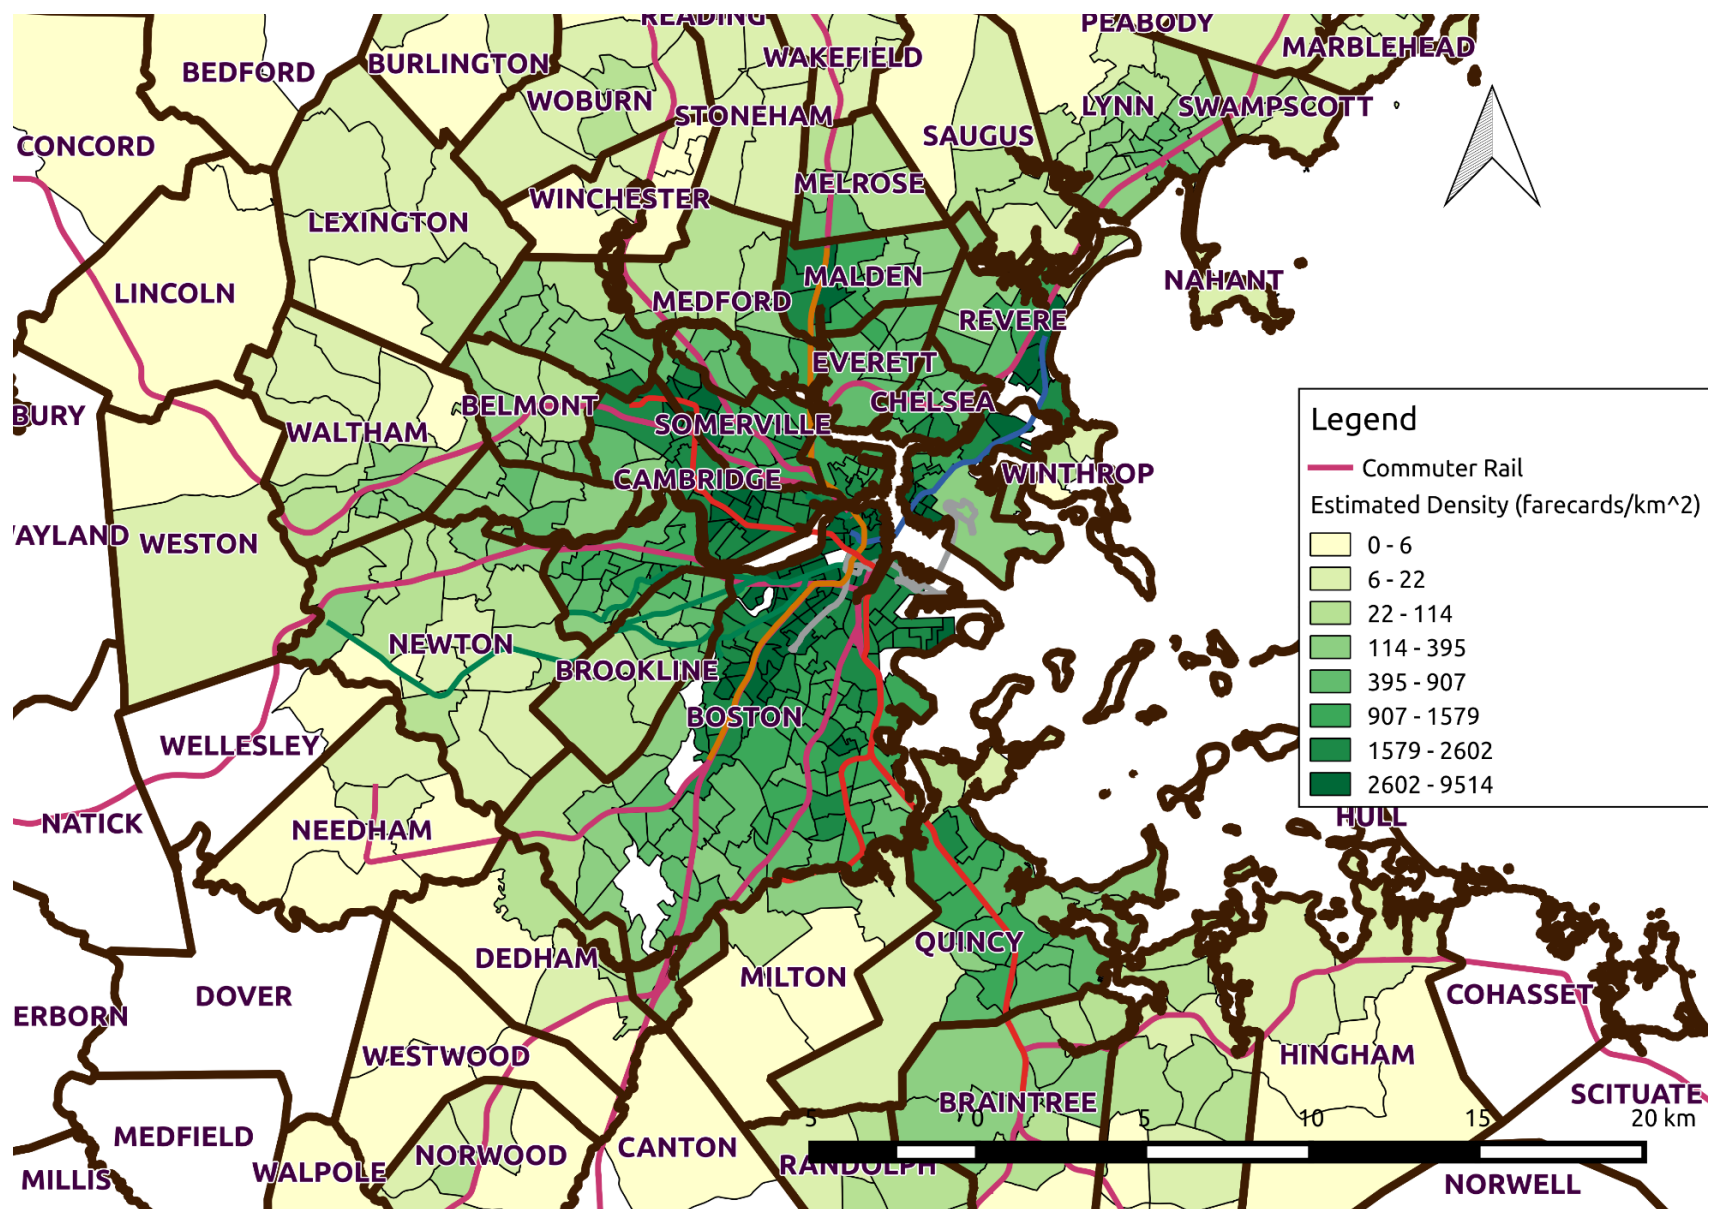 READING
PEABODY
MARBLEHEAD
WAKEFIELD
BURLINGTON
BEDFORD
WOBURN
STONEHAM
LYNN
SWAMPSCOTT
SAUGUS
CONCORD
MELROSE
WINCHESTER
LEXINGTON
MALDEN
NAHANT
LINCOLN
MEDFORD
REVERE
EVERETT
CHELSEA
BELMONT
BURY
SOMERVILLE
WALTHAM
CAMBRIDGE
WINTHROP
AYLAND
WESTON
NEWTON
BROOKLINE
BOSTON
WELLESLEY
NATICK
NEEDHAM
HULL
QUINCY
DEDHAM
MILTON
DOVER
COHASSET
ERBORN
WESTWOOD
HINGHAM
SCITUATE
BRAINTREE
MEDFIELD
CANTON
NORWOOD
RANDOLPH
WALPOLE
MILLIS
NORWELL
Legend
Commuter Rail
Estimated Density (farecards/km^2)
0 - 6
6 - 22
22 - 114
114 - 395
395 - 907
907 - 1579
1579 - 2602
2602 - 9514
5 0 5 10 15 20 km